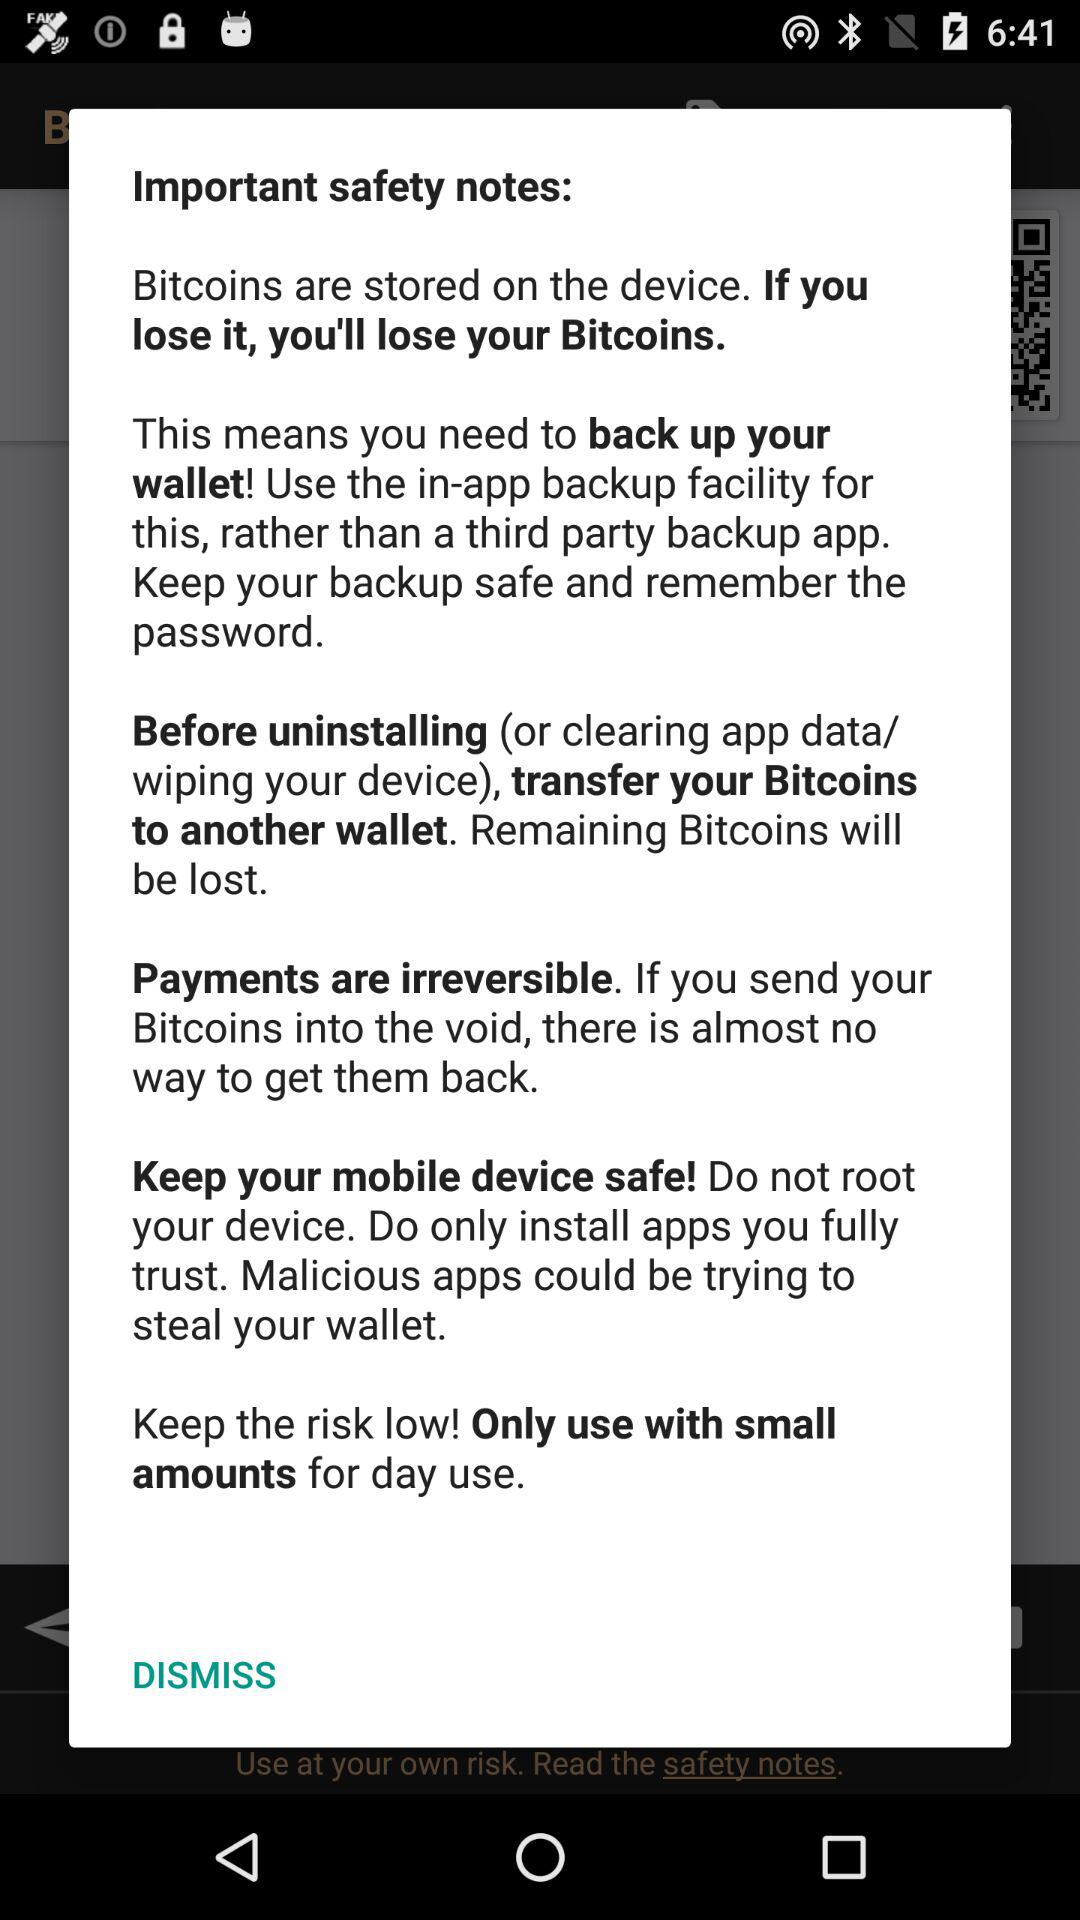 FAKE
6:41
B
Important safety notes:
Bitcoins are stored on the device. If you
lose it, you'll lose your Bitcoins.
This means you need to back up your
wallet! Use the in-app backup facility for
this, rather than a third party backup app.
Keep your backup safe and remember the
password.
Before uninstalling (or clearing app data/
wiping your device), transfer your Bitcoins
to another wallet. Remaining Bitcoins will
be lost.
Payments are irreversible. If you send your
Bitcoins into the void, there is almost no
way to get them back.
Keep your mobile device safe! Do not root
your device. Do only install apps you fully
trust. Malicious apps could be trying to
steal your wallet.
Keep the risk low! Only use with small
amounts for day use.
DISMISS
Use at your own risk. Read the safety notes.